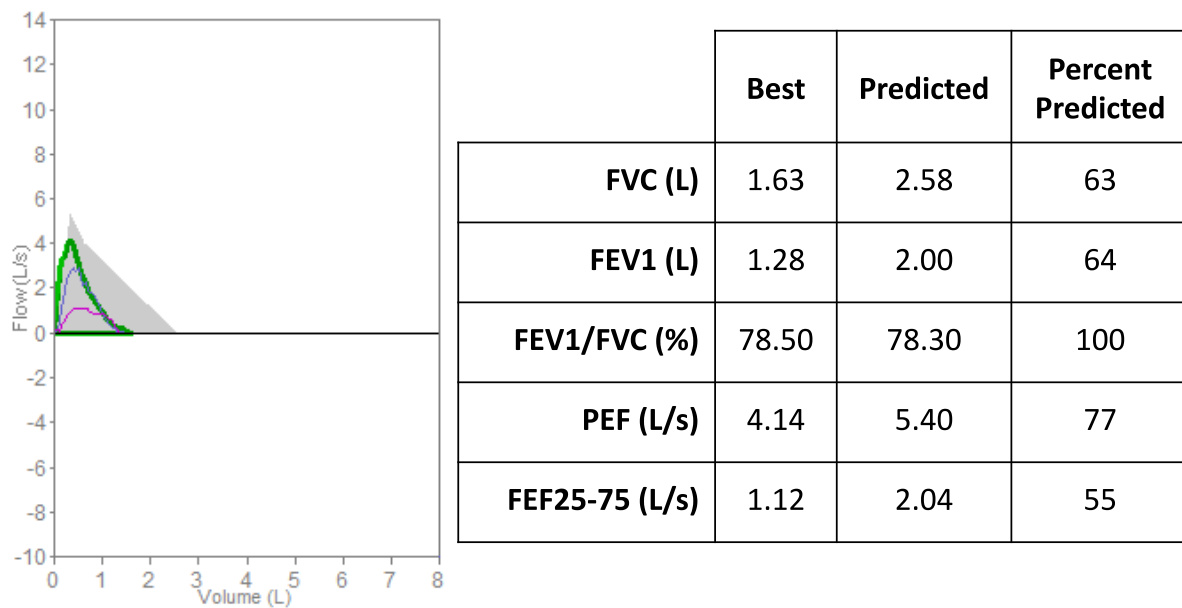 14
12
10
8
6
4
2
0
-2
-4
-6
-8
-10
Flow (L/s)
0 1 2 3 4 5 6 7 8
Volume (L)
Best Predicted Percent
Predicted
FVC (L) 1.63 2.58 63
FEV1 (L) 1.28 2.00 64
FEV1/FVC (%) 78.50 78.30 100
PEF (L/s) 4.14 5.40 77
FEF25-75 (L/s) 1.12 2.04 55